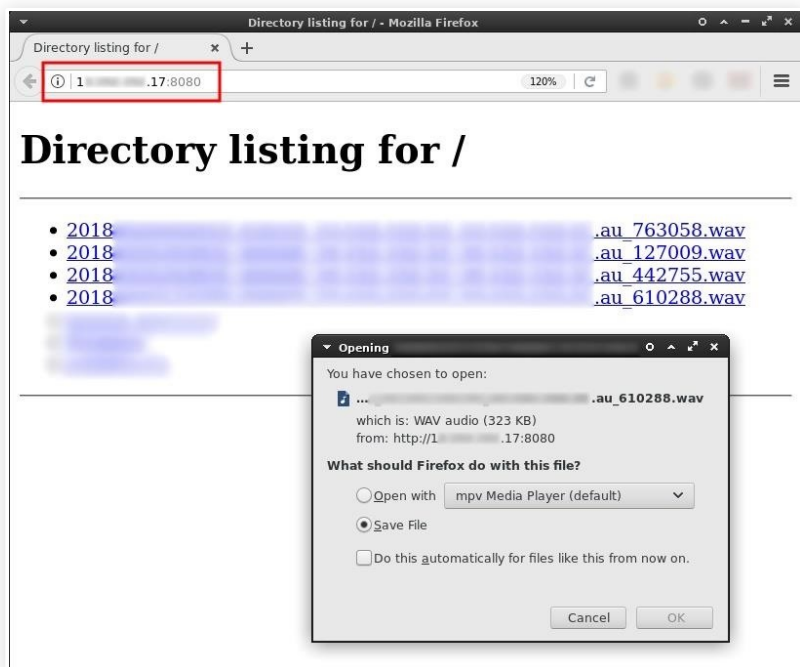 Directory listing for / - Mozilla Firefox
Directory listing for /
1 .17:8080
120%
Directory listing for /
2018 .au_763058.wav
2018 .au_127009.wav
2018 .au_442755.wav
2018 .au_610288.wav
Opening
You have chosen to open:
... .au_610288.wav
which is: WAV audio (323 KB)
from: http://1 .17:8080
What should Firefox do with this file?
Open with mpv Media Player (default)
Save File
Do this automatically for files like this from now on.
Cancel OK